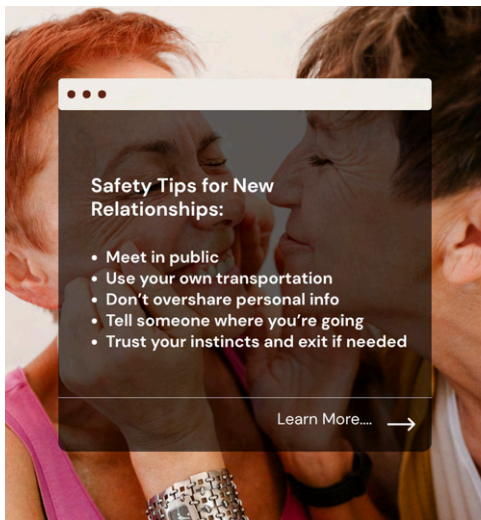 Safety Tips for New
Relationships:
• Meet in public
• Use your own transportation
• Don’t overshare personal info
• Tell someone where you’re going
• Trust your instincts and exit if needed
Learn More....